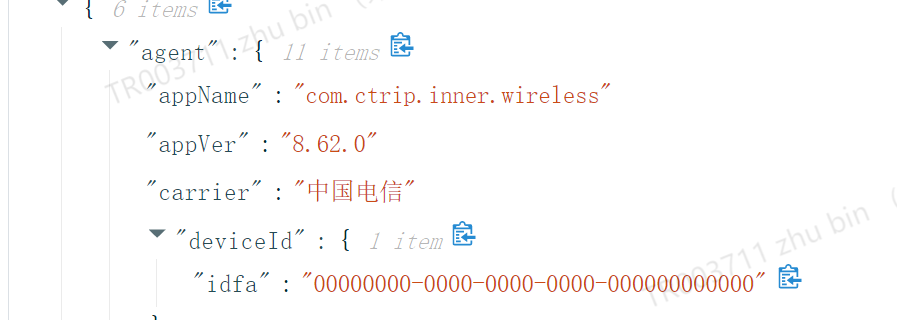 { 6 items
"agent" : { 11 items
"appName" : "com.ctrip.inner.wireless"
"appVer" : "8.62.0"
"carrier" : "中国电信"
"deviceId" : { 1 item
"idfa" : "00000000-0000-0000-0000-000000000000"
}
TR003711 zhu bin (
TR003711 zhu bin (